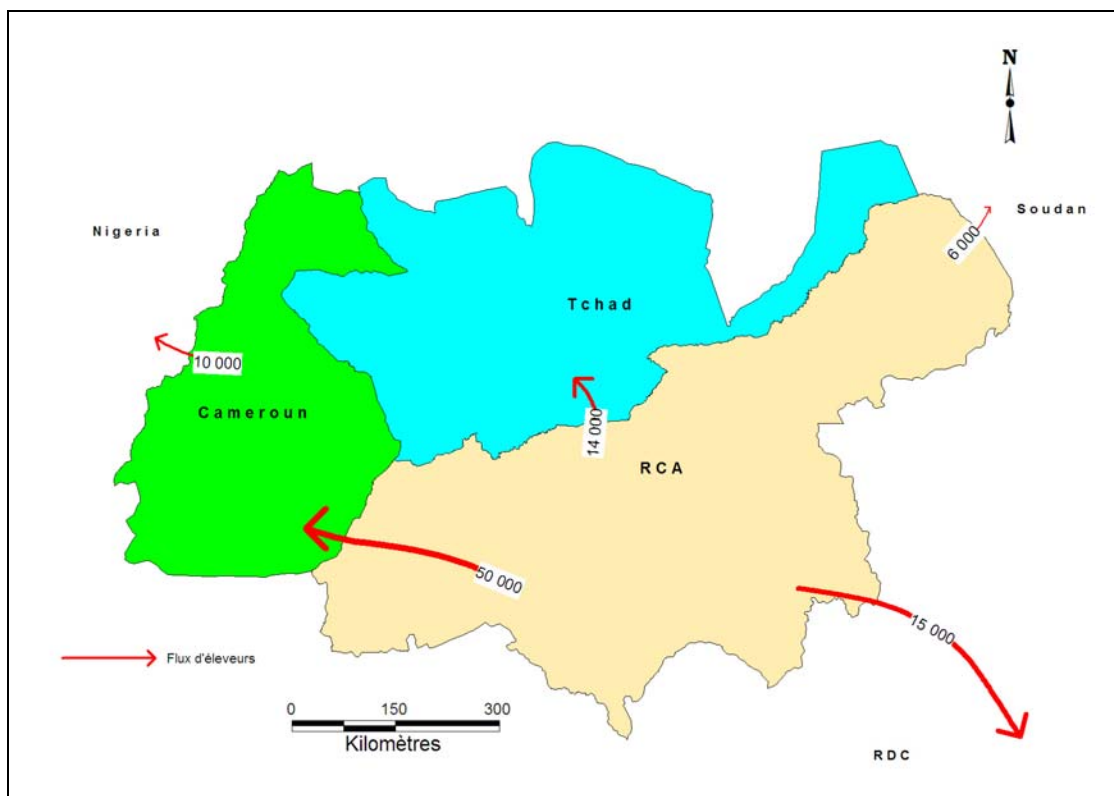 N
Soudan
Nigeria
6 000
Tchad
10 000
Cameroun
14 000
RCA
50 000
15 000
Flux d'éleveurs
0 150 300
Kilomètres
RDC